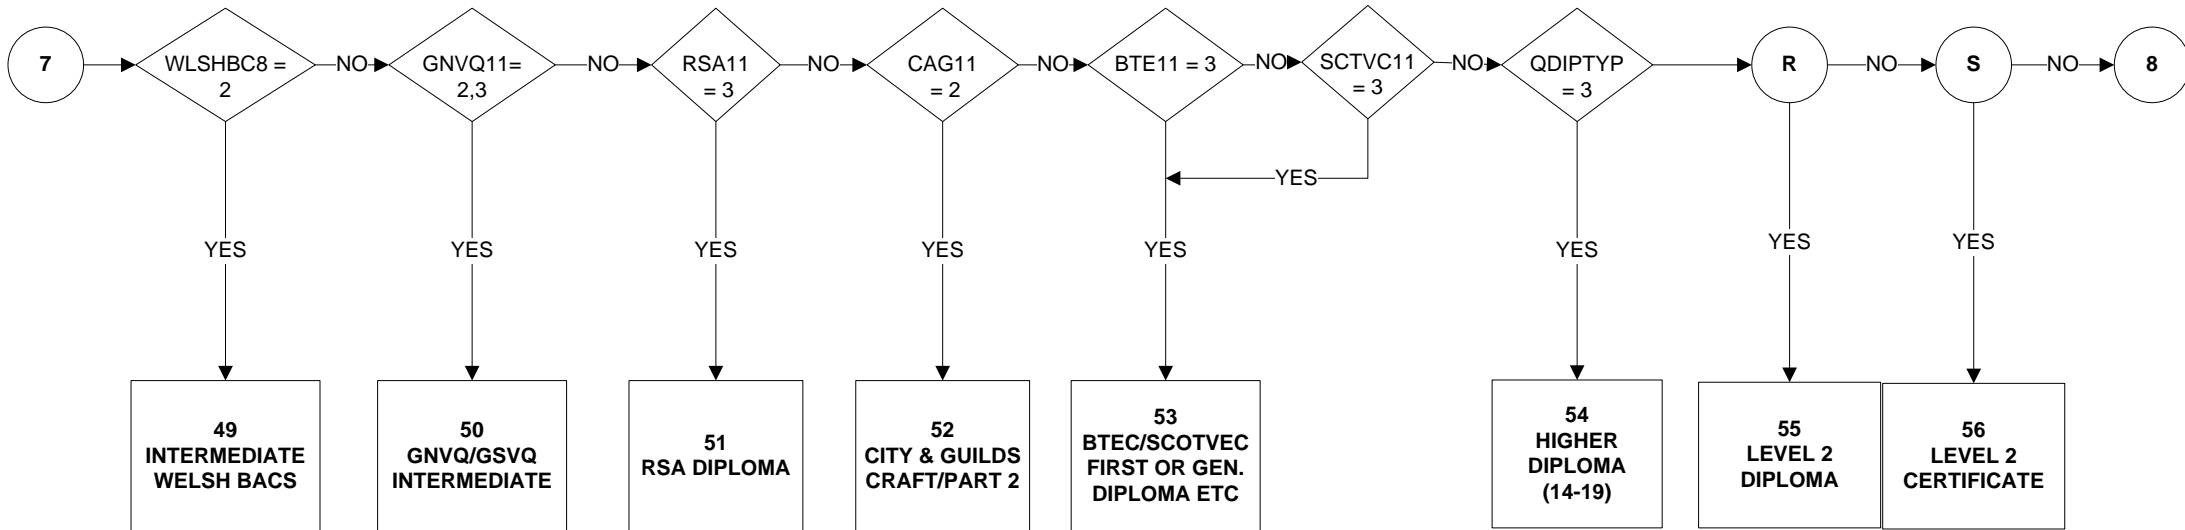 7
WLSHBC8 =
2
NO
GNVQ11=
2,3
NO
RSA11
= 3
NO
CAG11
= 2
NO
BTE11 = 3
NO
SCTVC11
= 3
NO
QDIPTYP
= 3
R
NO
S
NO
8
YES
YES
YES
YES
YES
YES
YES
YES
YES
49
INTERMEDIATE
WELSH BACS
50
GNVQ/GSVQ
INTERMEDIATE
51
RSA DIPLOMA
52
CITY & GUILDS
CRAFT/PART 2
53
BTEC/SCOTVEC
FIRST OR GEN.
DIPLOMA ETC
54
HIGHER
DIPLOMA
(14-19)
55
LEVEL 2
DIPLOMA
56
LEVEL 2
CERTIFICATE